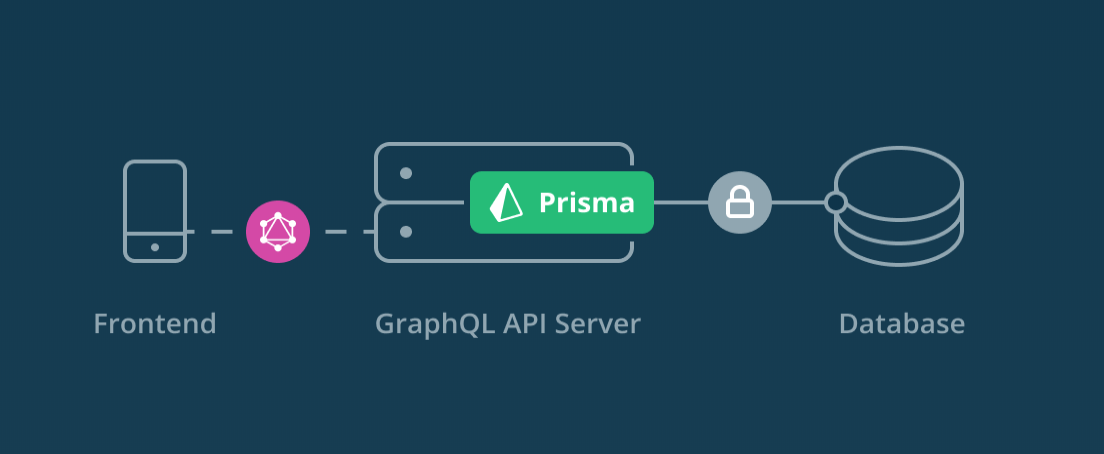 Prisma
Frontend
GraphQL API Server
Database